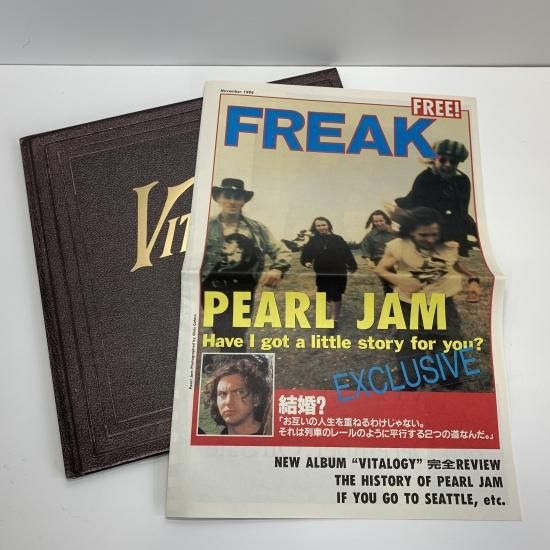 November 1994
FREE!
FREAK
VIT
PEARL JAM
Have I got a little story for you?
EXCLUSIVE
Pearl Jam Photographed by
結婚?
「お互いの人生を重ねるわけじゃない。
それは列車のレールのように平行する2つの道なんだ。」
NEW ALBUM “VITALOGY” 完全REVIEW
THE HISTORY OF PEARL JAM
IF YOU GO TO SEATTLE, etc.